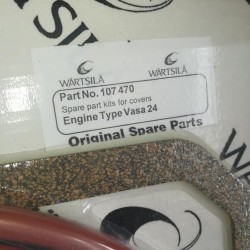 WÄRTSILÄ WÄRTSILÄ
Part No. 107 470
Spare part kits for covers
Engine Type Vasa 24
Original Spare Parts